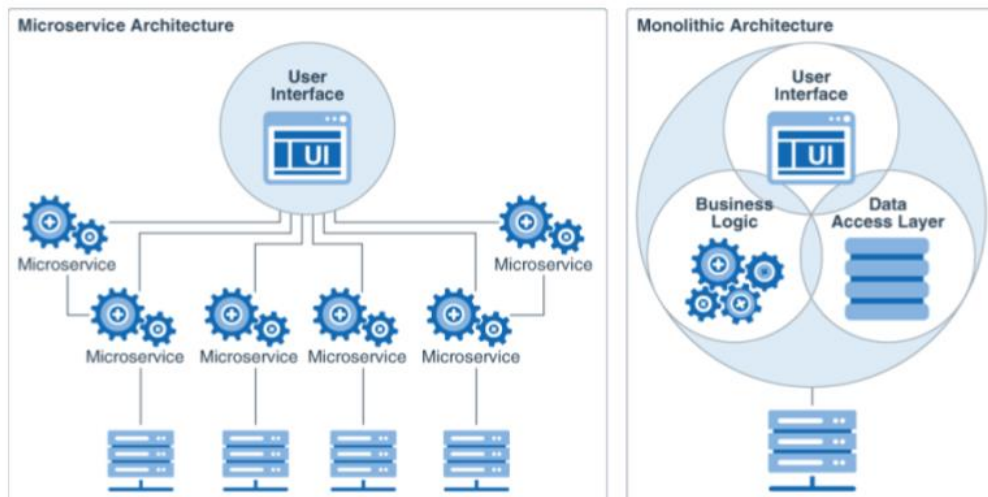 Microservice Architecture
User
Interface
UI
Microservice
Microservice
Microservice
Microservice
Microservice
Microservice
Monolithic Architecture
User
Interface
UI
Business
Logic
Data
Access Layer